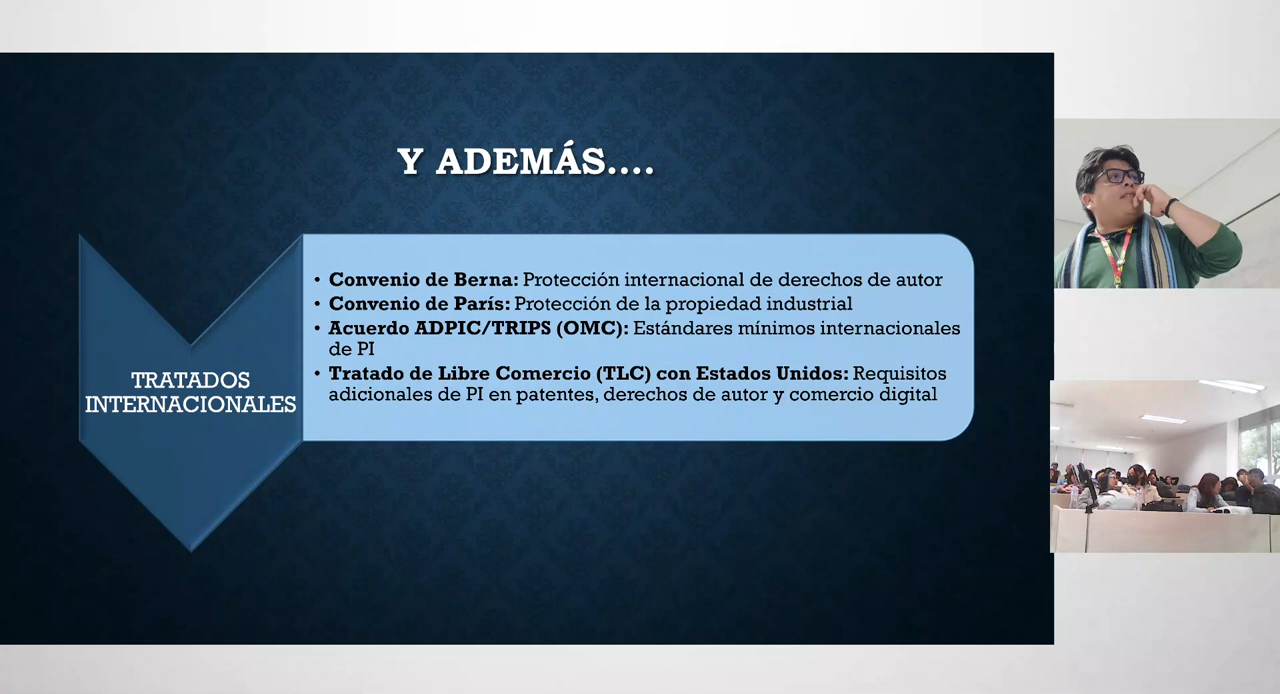 Y ADEMÁS....
TRATADOS
INTERNACIONALES
• Convenio de Berna: Protección internacional de derechos de autor
• Convenio de París: Protección de la propiedad industrial
• Acuerdo ADPIC/TRIPS (OMC): Estándares mínimos internacionales
de PI
• Tratado de Libre Comercio (TLC) con Estados Unidos: Requisitos
adicionales de PI en patentes, derechos de autor y comercio digital